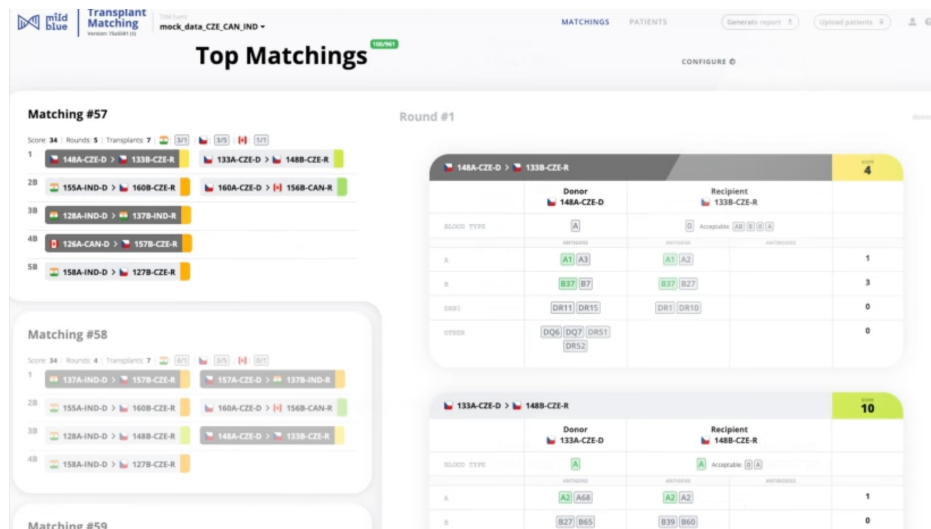 mild
blue
Transplant
Matching
mock_data_CZE_CAN_IND
MATCHINGS
PATIENTS
Generate report
Upload patients
Top Matchings
100/961
CONFIGURE
Matching #57
Score: 34 | Rounds: 5 | Transplants: 7 | 3/1 | 3/5 | 1/1
1 148A-CZE-D > 133B-CZE-R 133A-CZE-D > 148B-CZE-R
2B 155A-IND-D > 160B-CZE-R 160A-CZE-D > 156B-CAN-R
3B 128A-IND-D > 137B-IND-R
4B 126A-CAN-D > 157B-CZE-R
5B 158A-IND-D > 127B-CZE-R
Matching #58
Score: 34 | Rounds: 4 | Transplants: 7
1 137A-IND-D > 157B-CZE-R 157A-CZE-D > 137B-IND-R
2B 155A-IND-D > 160B-CZE-R 160A-CZE-D > 156B-CAN-R
3B 128A-IND-D > 148B-CZE-R 148A-CZE-D > 133B-CZE-R
4B 158A-IND-D > 127B-CZE-R
Matching #59
Round #1
148A-CZE-D > 133B-CZE-R
SCORE
4
Donor Recipient
148A-CZE-D 133B-CZE-R
BLOOD TYPE A 0 Acceptable AB B 0 A
ANTIGENS ANTIGENS ANTIBODIES
A A1 A3 A1 A2 1
B B37 B7 B37 B27 3
DRB1 DR11 DR15 DR1 DR10 0
OTHER DQ6 DQ7 DR51 0
DR52
133A-CZE-D > 148B-CZE-R
SCORE
10
Donor Recipient
133A-CZE-D 148B-CZE-R
BLOOD TYPE A A Acceptable 0 A
ANTIGENS ANTIGENS ANTIBODIES
A A2 A68 A2 A2 1
B B27 B65 B39 B60 0